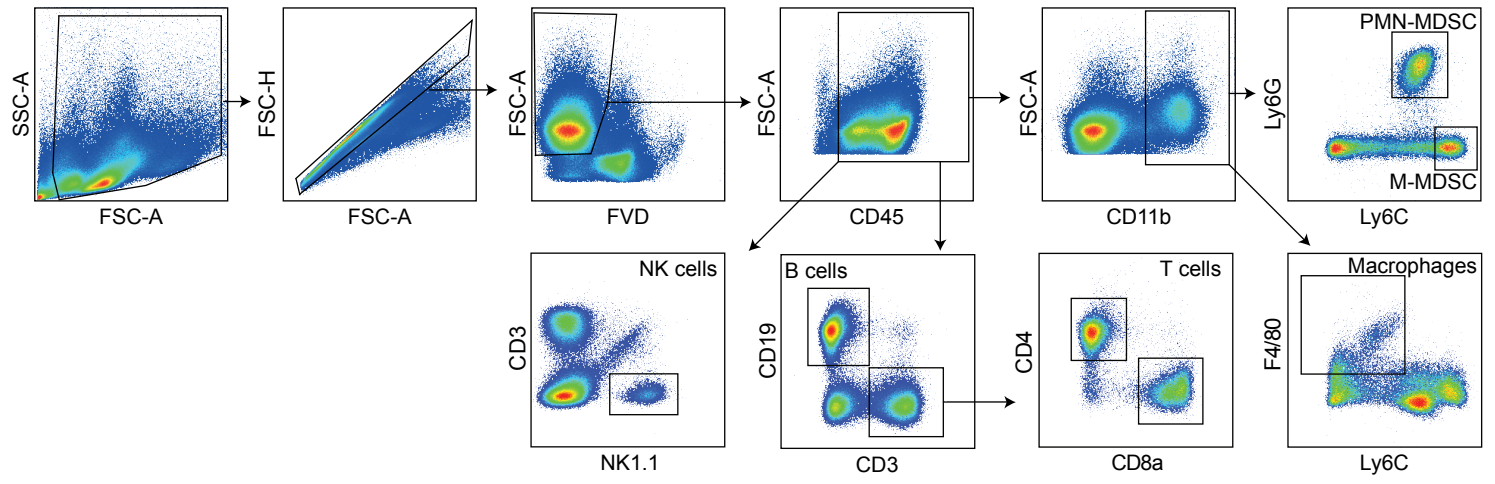 SSC-A
FSC-A
FSC-H
FSC-A
FSC-A
FVD
FSC-A
CD45
FSC-A
CD11b
PMN-MDSC
Ly6G
M-MDSC
Ly6C
NK cells
CD3
NK1.1
B cells
CD19
CD3
T cells
CD4
CD8a
Macrophages
F4/80
Ly6C